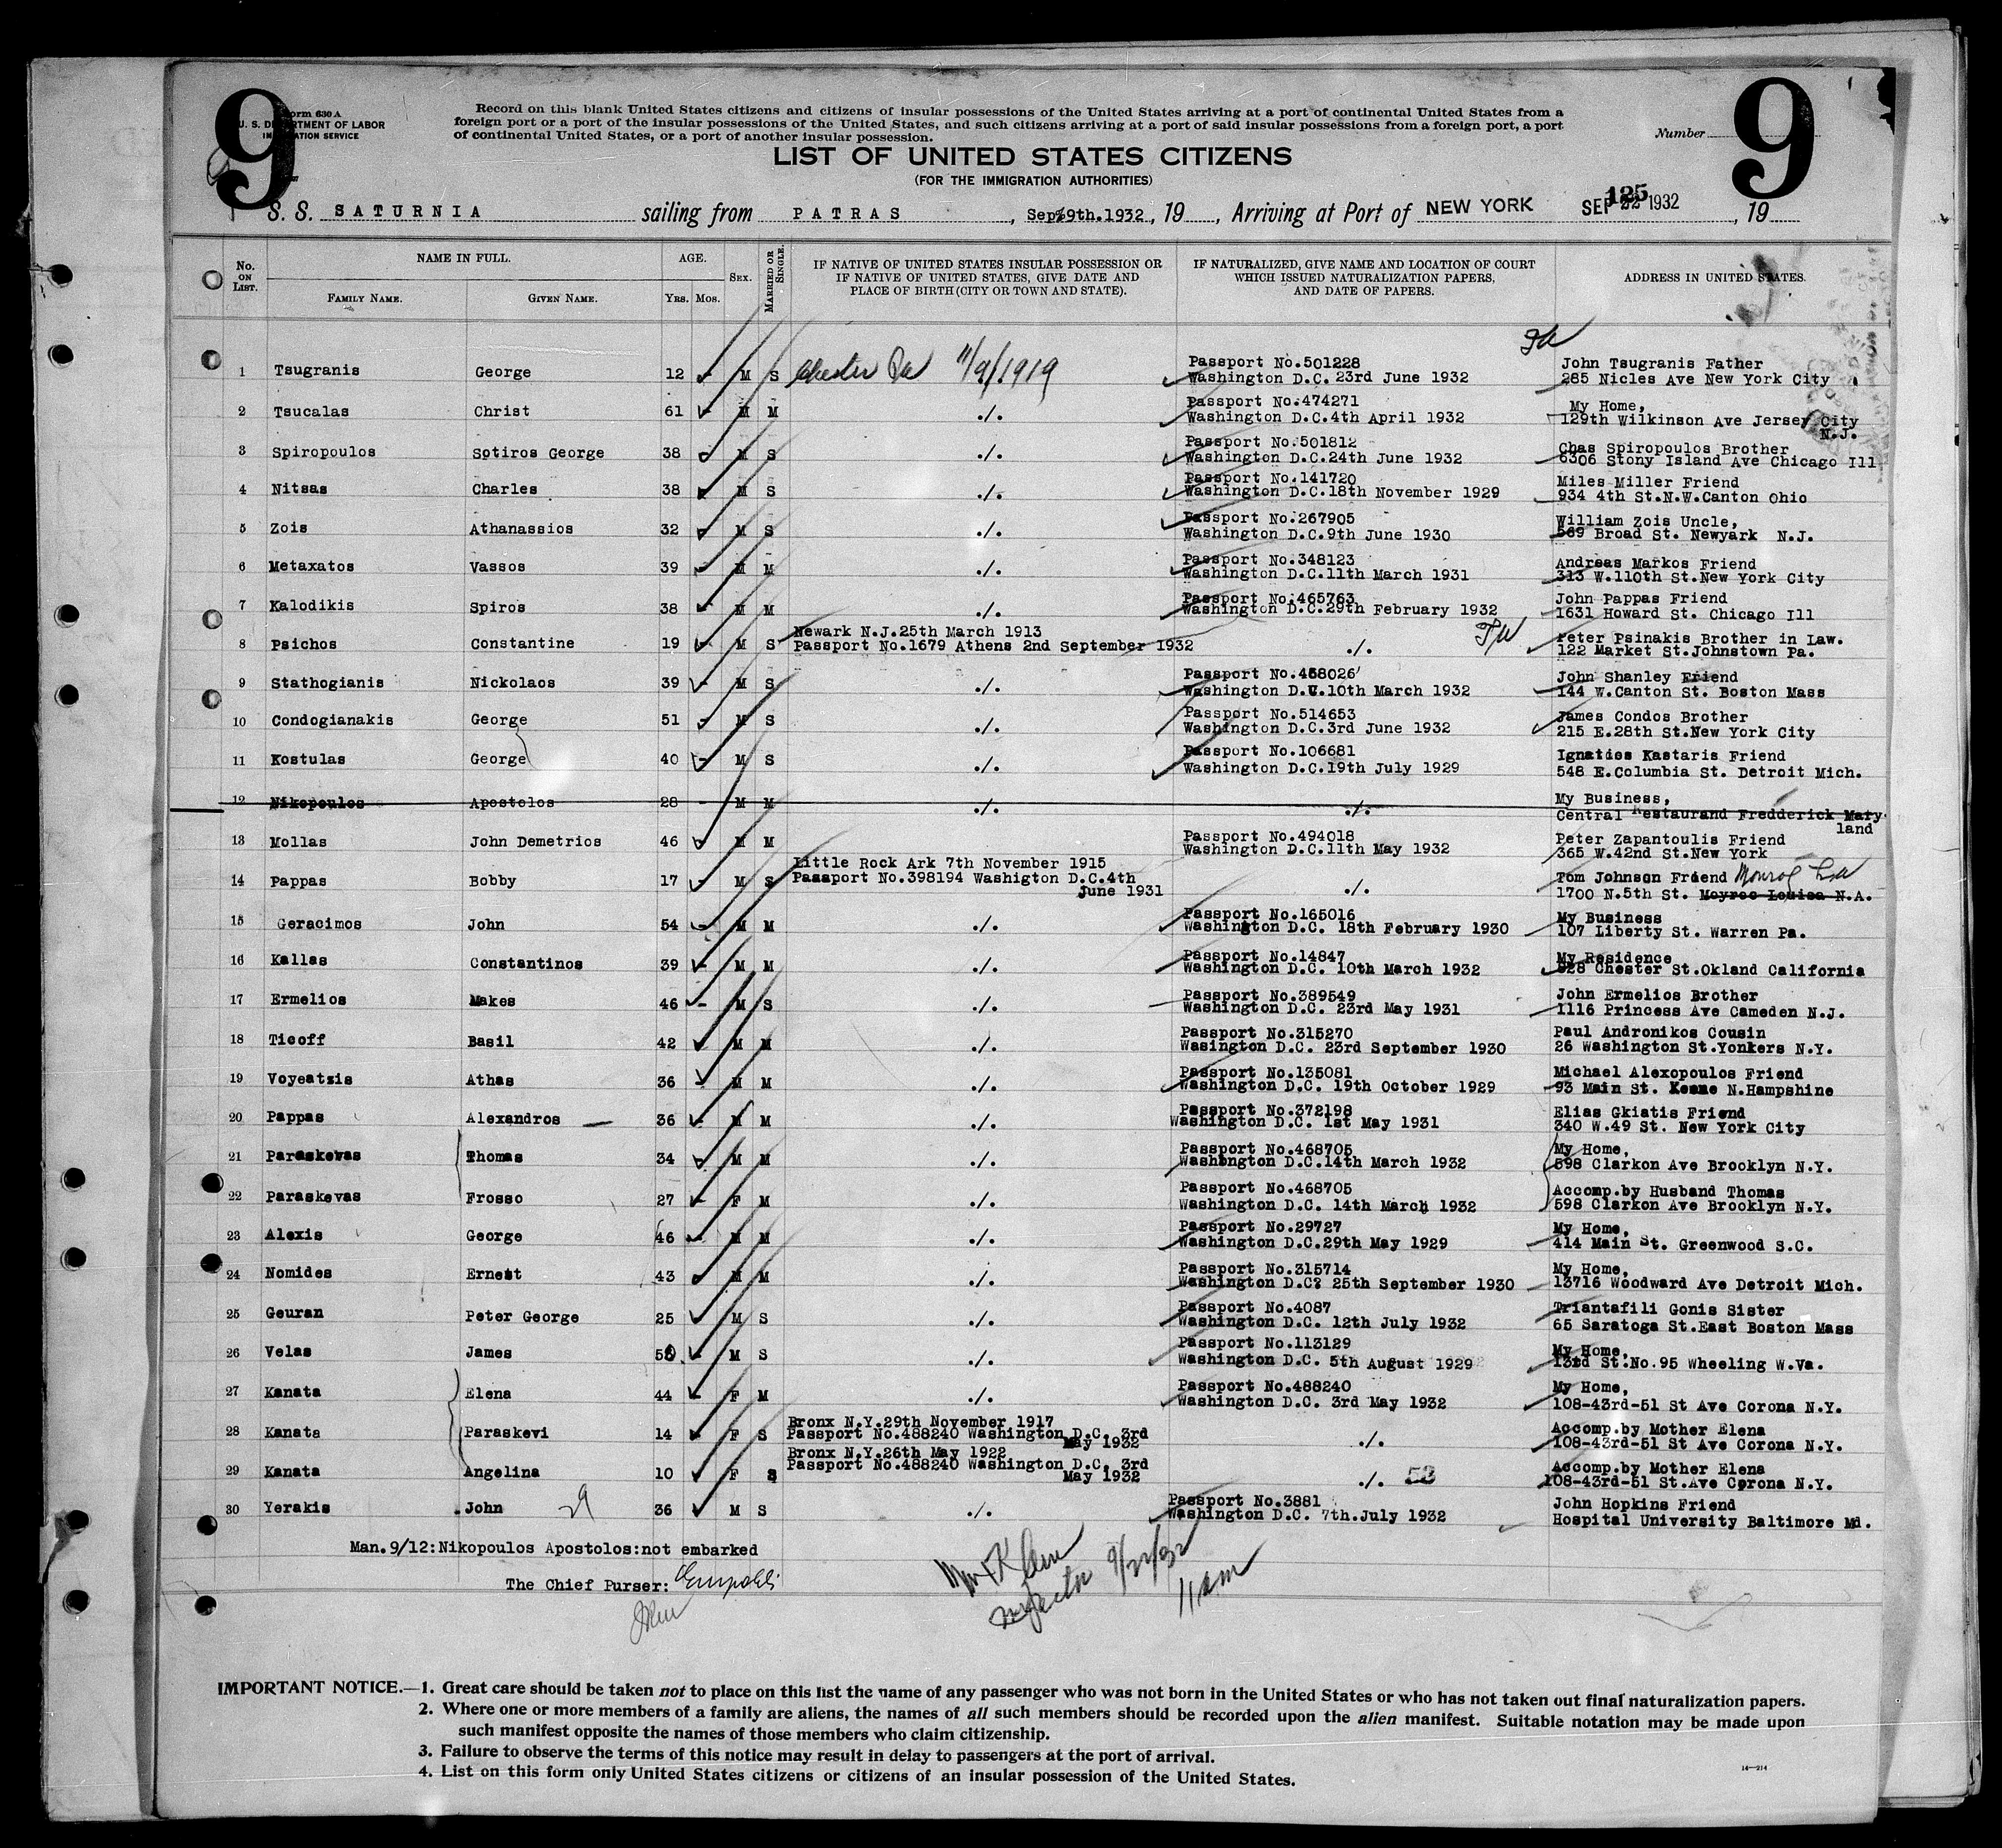 9
Form 630 A
U. S. DEPARTMENT OF LABOR
IMMIGRATION SERVICE
Record on this blank United States citizens and citizens of insular possessions of the United States arriving at a port of continental United States from a
foreign port or a port of the insular possessions of the United States, and such citizens arriving at a port of said insular possessions from a foreign port, a port
of continental United States, or a port of another insular possession.
Number
9
LIST OF UNITED STATES CITIZENS
(FOR THE IMMIGRATION AUTHORITIES)
125
S. S. SATURNIA sailing from PATRAS, Sep 9th.1932, 19, Arriving at Port of NEW YORK SEP 22 1932, 19
No. ON LIST. NAME IN FULL. FAMILY NAME. GIVEN NAME. AGE. YRS. MOS. SEX. MARRIED OR SINGLE.
IF NATIVE OF UNITED STATES INSULAR POSSESSION OR IF NATIVE OF UNITED STATES, GIVE DATE AND PLACE OF BIRTH (CITY OR TOWN AND STATE).
IF NATURALIZED, GIVE NAME AND LOCATION OF COURT WHICH ISSUED NATURALIZATION PAPERS, AND DATE OF PAPERS.
ADDRESS IN UNITED STATES.
1 Tsugranis George 12 M S Chester Pa 11/9/1919 Passport No.501228 Washington D.C. 23rd June 1932 John Tsugranis Father 285 Nicles Ave New York City
2 Tsucalas Christ 61 M M ./. Passport No.474271 Washington D.C.4th April 1932 My Home, 129th Wilkinson Ave Jersey City N.J.
3 Spiropoulos Sotiros George 38 M S ./. Passport No.501812 Washington D.C.24th June 1932 Chas Spiropoulos Brother 6306 Stony Island Ave Chicago Ill
4 Nitsas Charles 38 M S ./. Passport No.141720 Washington D.C.18th November 1929 Miles Miller Friend 934 4th St.N.W.Canton Ohio
5 Zois Athanassios 32 M S ./. Passport No.267905 Washington D.C.9th June 1930 William Zois Uncle, 569 Broad St. Newyark N.J.
6 Metaxatos Vassos 39 M M ./. Passport No.348123 Washington D.C.11th March 1931 Andreas Markos Friend 313 W.110th St.New York City
7 Kalodikis Spiros 38 M M ./. Passport No.465763 Washington D.C.29th February 1932 John Pappas Friend 1631 Howard St. Chicago Ill
8 Psichos Constantine 19 M S Newark N.J.25th March 1913 Passport No.1679 Athens 2nd September 1932 ./. Peter Psinakis Brother in Law. 122 Market St.Johnstown Pa.
9 Stathogianis Nickolaos 39 M S ./. Passport No.458026 Washington D.C.10th March 1932 John Shanley Friend 144 W.Canton St. Boston Mass
10 Condogianakis George 51 M S ./. Passport No.514653 Washington D.C.3rd June 1932 James Condos Brother 215 E.28th St.New York City
11 Kostulas George 40 M S ./. Passport No.106681 Washington D.C.19th July 1929 Ignatios Kastaris Friend 548 E.Columbia St. Detroit Mich.
12 Nikopoulos Apostolos 28 - M M ./. ./. My Business, Central Restaurand Fredderick Mary land
13 Mollas John Demetrios 46 M M Passport No.494018 Washington D.C.11th May 1932 Peter Zapantoulis Friend 365 W.42nd St.New York
14 Pappas Bobby 17 M S Little Rock Ark 7th November 1915 Passport No.398194 Washigton D.C.4th June 1931 ./. Tom Johnson Friend Monroe La 1700 N.5th St. Moyroe Louisa N.A.
15 Geracimos John 54 M M ./. Passport No.165016 Washington D.C. 18th February 1930 My Business 107 Liberty St. Warren Pa.
16 Kallas Constantinos 39 M M ./. Passport No.14847 Washington D.C. 10th March 1932 My Residence 928 Chester St.Okland California
17 Ermelios Makes 46 - M S ./. Passport No.389549 Washington D.C. 23rd May 1931 John Ermelios Brother 1116 Princess Ave Cameden N.J.
18 Ticoff Basil 42 M M ./. Passport No.315270 Wasington D.C. 23rd September 1930 Paul Andronikos Cousin 26 Washington St.Yonkers N.Y.
19 Voyeatzis Athas 36 M M ./. Passport No.135081 Washington D.C. 19th October 1929 Michael Alexopoulos Friend 93 Main St. Keene N.Hampshine
20 Pappas Alexandros 36 M M ./. Passport No.372198 Washington D.C. 1st May 1931 Elias Gkiatis Friend 340 W.49 St. New York City
21 Paraskevas Thomas 34 M M ./. Passport No.468705 Washington D.C.14th March 1932 My Home, 598 Clarkon Ave Brooklyn N.Y.
22 Paraskevas Frosso 27 F M ./. Passport No.468705 Washington D.C. 14th March 1932 Accomp.by Husband Thomas 598 Clarkon Ave Brooklyn N.Y.
23 Alexis George 46 M M ./. Passport No.29727 Washington D.C.29th May 1929 My Home, 414 Main St. Greenwood S.C.
24 Nomides Ernest 43 M M ./. Passport No.315714 Washington D.C? 25th September 1930 My Home, 13716 Woodward Ave Detroit Mich.
25 Geuran Peter George 25 M S ./. Passport No.4087 Washington D.C. 12th July 1932 Triantafili Gonis Sister 65 Saratoga St.East Boston Mass
26 Velas James M S ./. Passport No.113129 Washington D.C. 5th August 1929 My Home, 13rd St.No.95 Wheeling W.Va.
27 Kanata Elena 44 F M ./. Passport No.488240 Washington D.C. 3rd May 1932 My Home, 108-43rd-51 St Ave Corona N.Y.
28 Kanata Paraskevi 14 F S Bronx N.Y.29th November 1917 Passport No.488240 Washington D.C. 3rd May 1932 ./. Accomp.by Mother Elena 108-43rd-51 St Ave Corona N.Y.
29 Kanata Angelina 10 F S Bronx N.Y.26th May 1922 Passport No.488240 Washington D.C. 3rd May 1932 ./. 53 Accomp.by Mother Elena 108-43rd-51 St.Ave Corona N.Y.
30 Yerakis John 29 36 M S ./. Passport No.3881 Washington D.C. 7th.July 1932 John Hopkins Friend Hospital University Baltimore Md.
Man.9/12:Nikopoulos Apostolos:not embarked
The Chief Purser:
Inspector 9/22/32
11 am
IMPORTANT NOTICE.—1. Great care should be taken not to place on this list the name of any passenger who was not born in the United States or who has not taken out final naturalization papers.
2. Where one or more members of a family are aliens, the names of all such members should be recorded upon the alien manifest. Suitable notation may be made upon
such manifest opposite the names of those members who claim citizenship.
3. Failure to observe the terms of this notice may result in delay to passengers at the port of arrival.
4. List on this form only United States citizens or citizens of an insular possession of the United States.
14—214